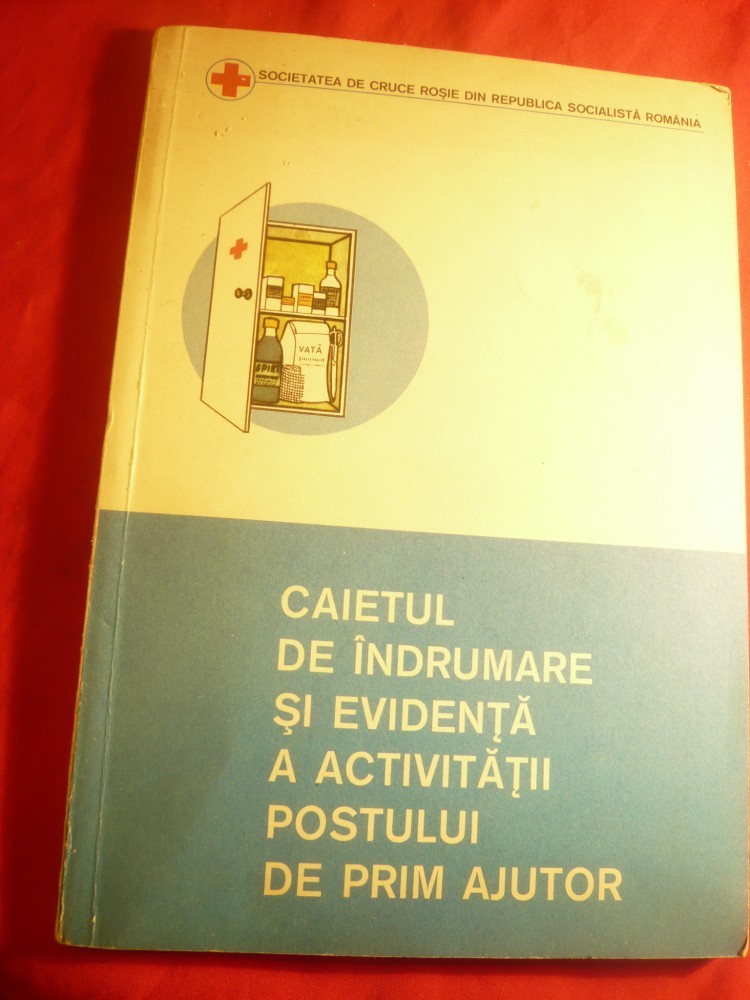 SOCIETATEA DE CRUCE ROȘIE DIN REPUBLICA SOCIALISTĂ ROMÂNIA
VATĂ
SPIRT
CAIETUL
DE ÎNDRUMARE
ȘI EVIDENȚĂ
A ACTIVITĂȚII
POSTULUI
DE PRIM AJUTOR